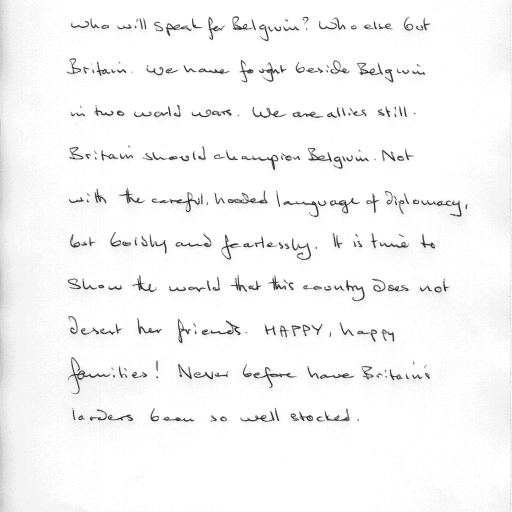 who will speak for Belgium? Who else but
Britain. We have fought beside Belgium
in two world wars. We are allies still.
Britain should champion Belgium. Not
with the careful, hooded language of diplomacy,
but boldly and fearlessly. It is time to
show the world that this country does not
desert her friends. HAPPY, happy
families! Never before have Britain's
larders been so well stocked.